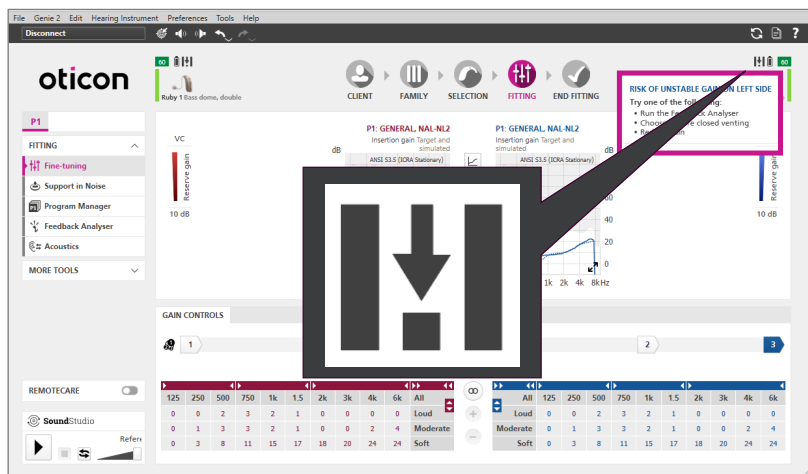 File Genie 2 Edit Hearing Instrument Preferences Tools Help
Disconnect
?
60
60
oticon
Ruby 1 Bass dome, double
CLIENT FAMILY SELECTION FITTING END FITTING
RISK OF UNSTABLE GAIN ON LEFT SIDE
Try one of the following:
• Run the Feedback Analyser
• Choose more closed venting
P1
FITTING
Fine-tuning
Support in Noise
Program Manager
Feedback Analyser
Acoustics
MORE TOOLS
VC
Reserve gain
10 dB
P1: GENERAL, NAL-NL2
Insertion gain Target and
simulated
dB
ANSI S3.5 (ICRA Stationary)
P1: GENERAL, NAL-NL2
Insertion gain Target and
simulated
dB
ANSI S3.5 (ICRA Stationary)
60
40
20
0
1k 2k 4k 8k Hz
gain
Reserve
10 dB
GAIN CONTROLS
1
2
3
REMOTECARE
SoundStudio
125 250 500 750 1k 1.5 2k 3k 4k 6k All
0 0 2 3 2 1 0 0 0 0 Loud
0 1 3 3 2 1 0 0 2 4 Moderate
0 3 8 11 15 17 18 20 24 24 Soft
All 125 250 500 750 1k 1.5 2k 3k 4k 6k
Loud 0 0 2 3 2 1 0 0 0 0
Moderate 0 1 3 3 2 1 0 0 2 4
Soft 0 3 8 11 15 17 18 20 24 24